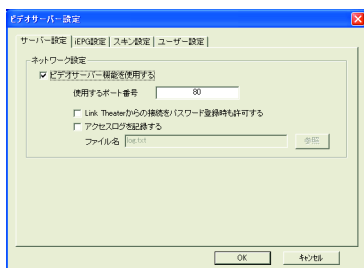 ビデオサーバー設定
サーバー設定 iEPG設定 スキン設定 ユーザー設定
ネットワーク設定
ビデオサーバー機能を使用する
使用するポート番号 80
Link Theaterからの接続をパスワード登録時も許可する
アクセスログを記録する
ファイル名 log.txt 参照
OK キャンセル